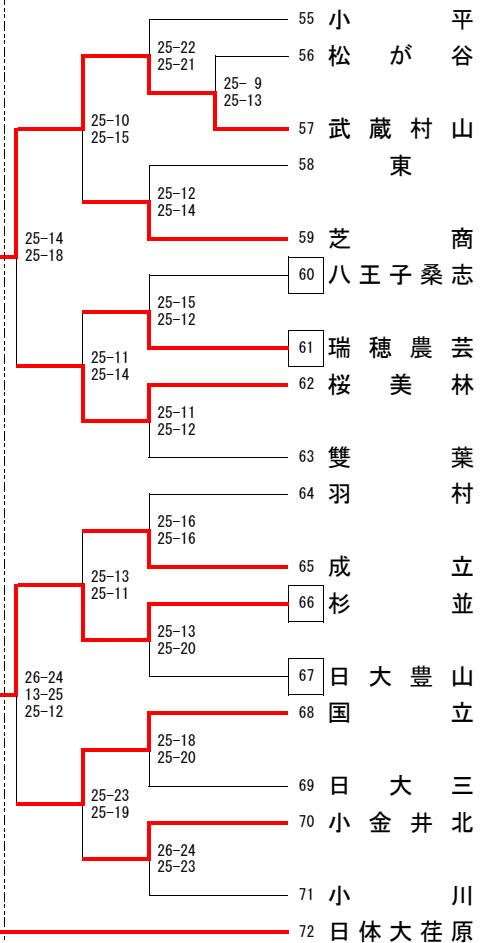 55 小平
25-22
25-21
56 松が谷
25- 9
25-13
57 武蔵村山
25-10
25-15
58 東
25-12
25-14
59 芝商
25-14
25-18
60 八王子桑志
25-15
25-12
61 瑞穂農芸
25-11
25-14
62 桜美林
25-11
25-12
63 雙葉
64 羽村
25-16
25-16
65 成立
25-13
25-11
66 杉並
25-13
25-20
67 日大豊山
26-24
13-25
25-12
68 国立
25-18
25-20
69 日大三
25-23
25-19
70 小金井北
26-24
25-23
71 小川
72 日体大荏原